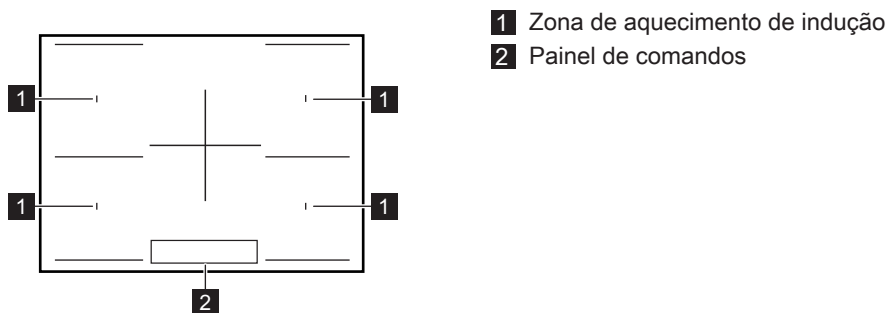 1 Zona de aquecimento de indução
2 Painel de comandos
1 1
1 1
2